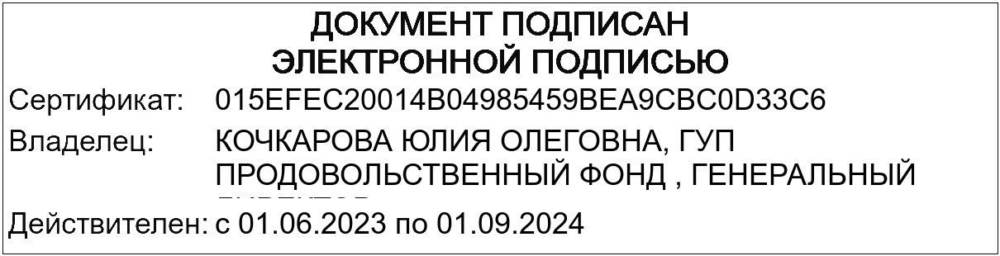 ДОКУМЕНТ ПОДПИСАН
ЭЛЕКТРОННОЙ ПОДПИСЬЮ
Сертификат: 015EFEC20014B04985459BEA9CBC0D33C6
Владелец: КОЧКАРОВА ЮЛИЯ ОЛЕГОВНА, ГУП
ПРОДОВОЛЬСТВЕННЫЙ ФОНД , ГЕНЕРАЛЬНЫЙ
Действителен: с 01.06.2023 по 01.09.2024